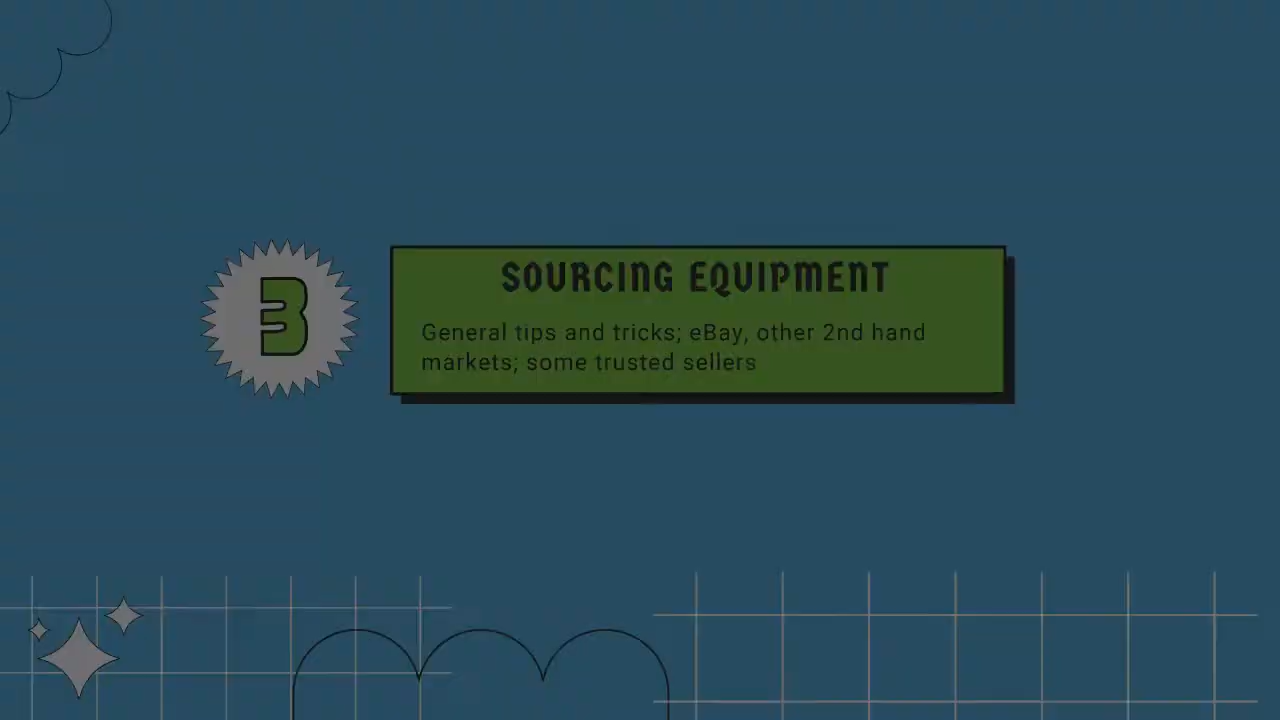 3
SOURCING EQUIPMENT
General tips and tricks; eBay, other 2nd hand
markets; some trusted sellers